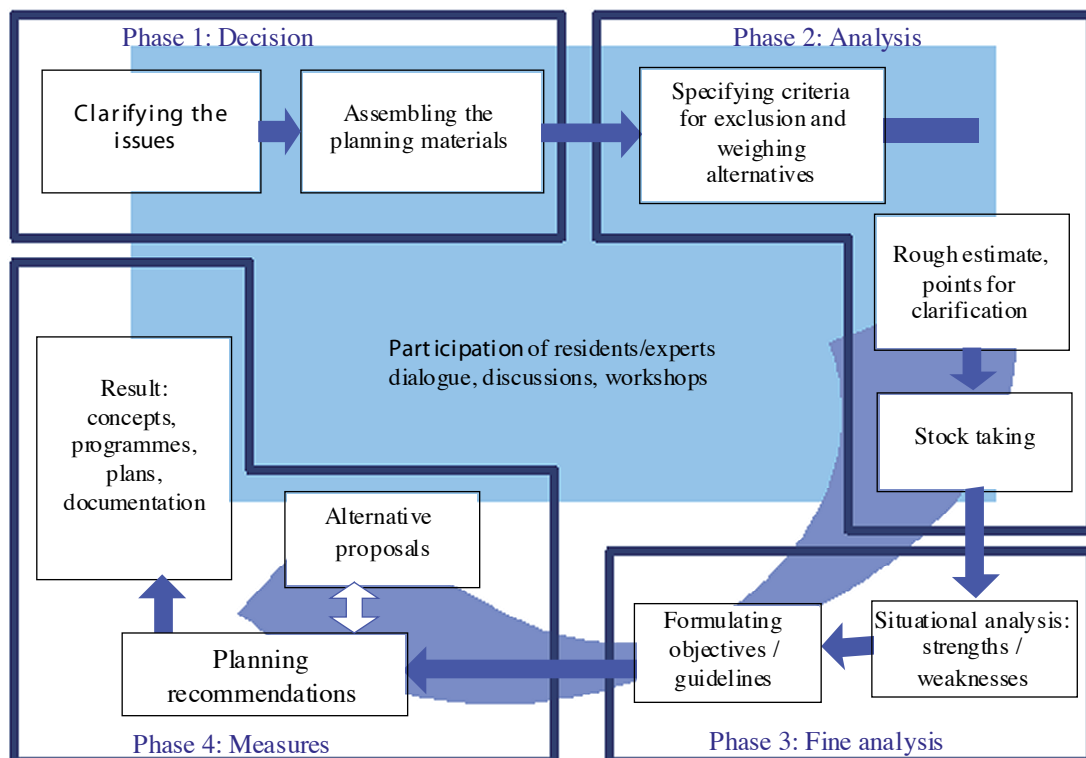 Phase 1: Decision
Clarifying the
issues
Assembling the
planning materials
Phase 2: Analysis
Specifying criteria
for exclusion and
weighing
alternatives
Rough estimate,
points for
clarification
Stock taking
Participation of residents/experts
dialogue, discussions, workshops
Situational analysis:
strengths /
weaknesses
Formulating
objectives /
guidelines
Phase 3: Fine analysis
Alternative
proposals
Planning
recommendations
Result:
concepts,
programmes,
plans,
documentation
Phase 4: Measures